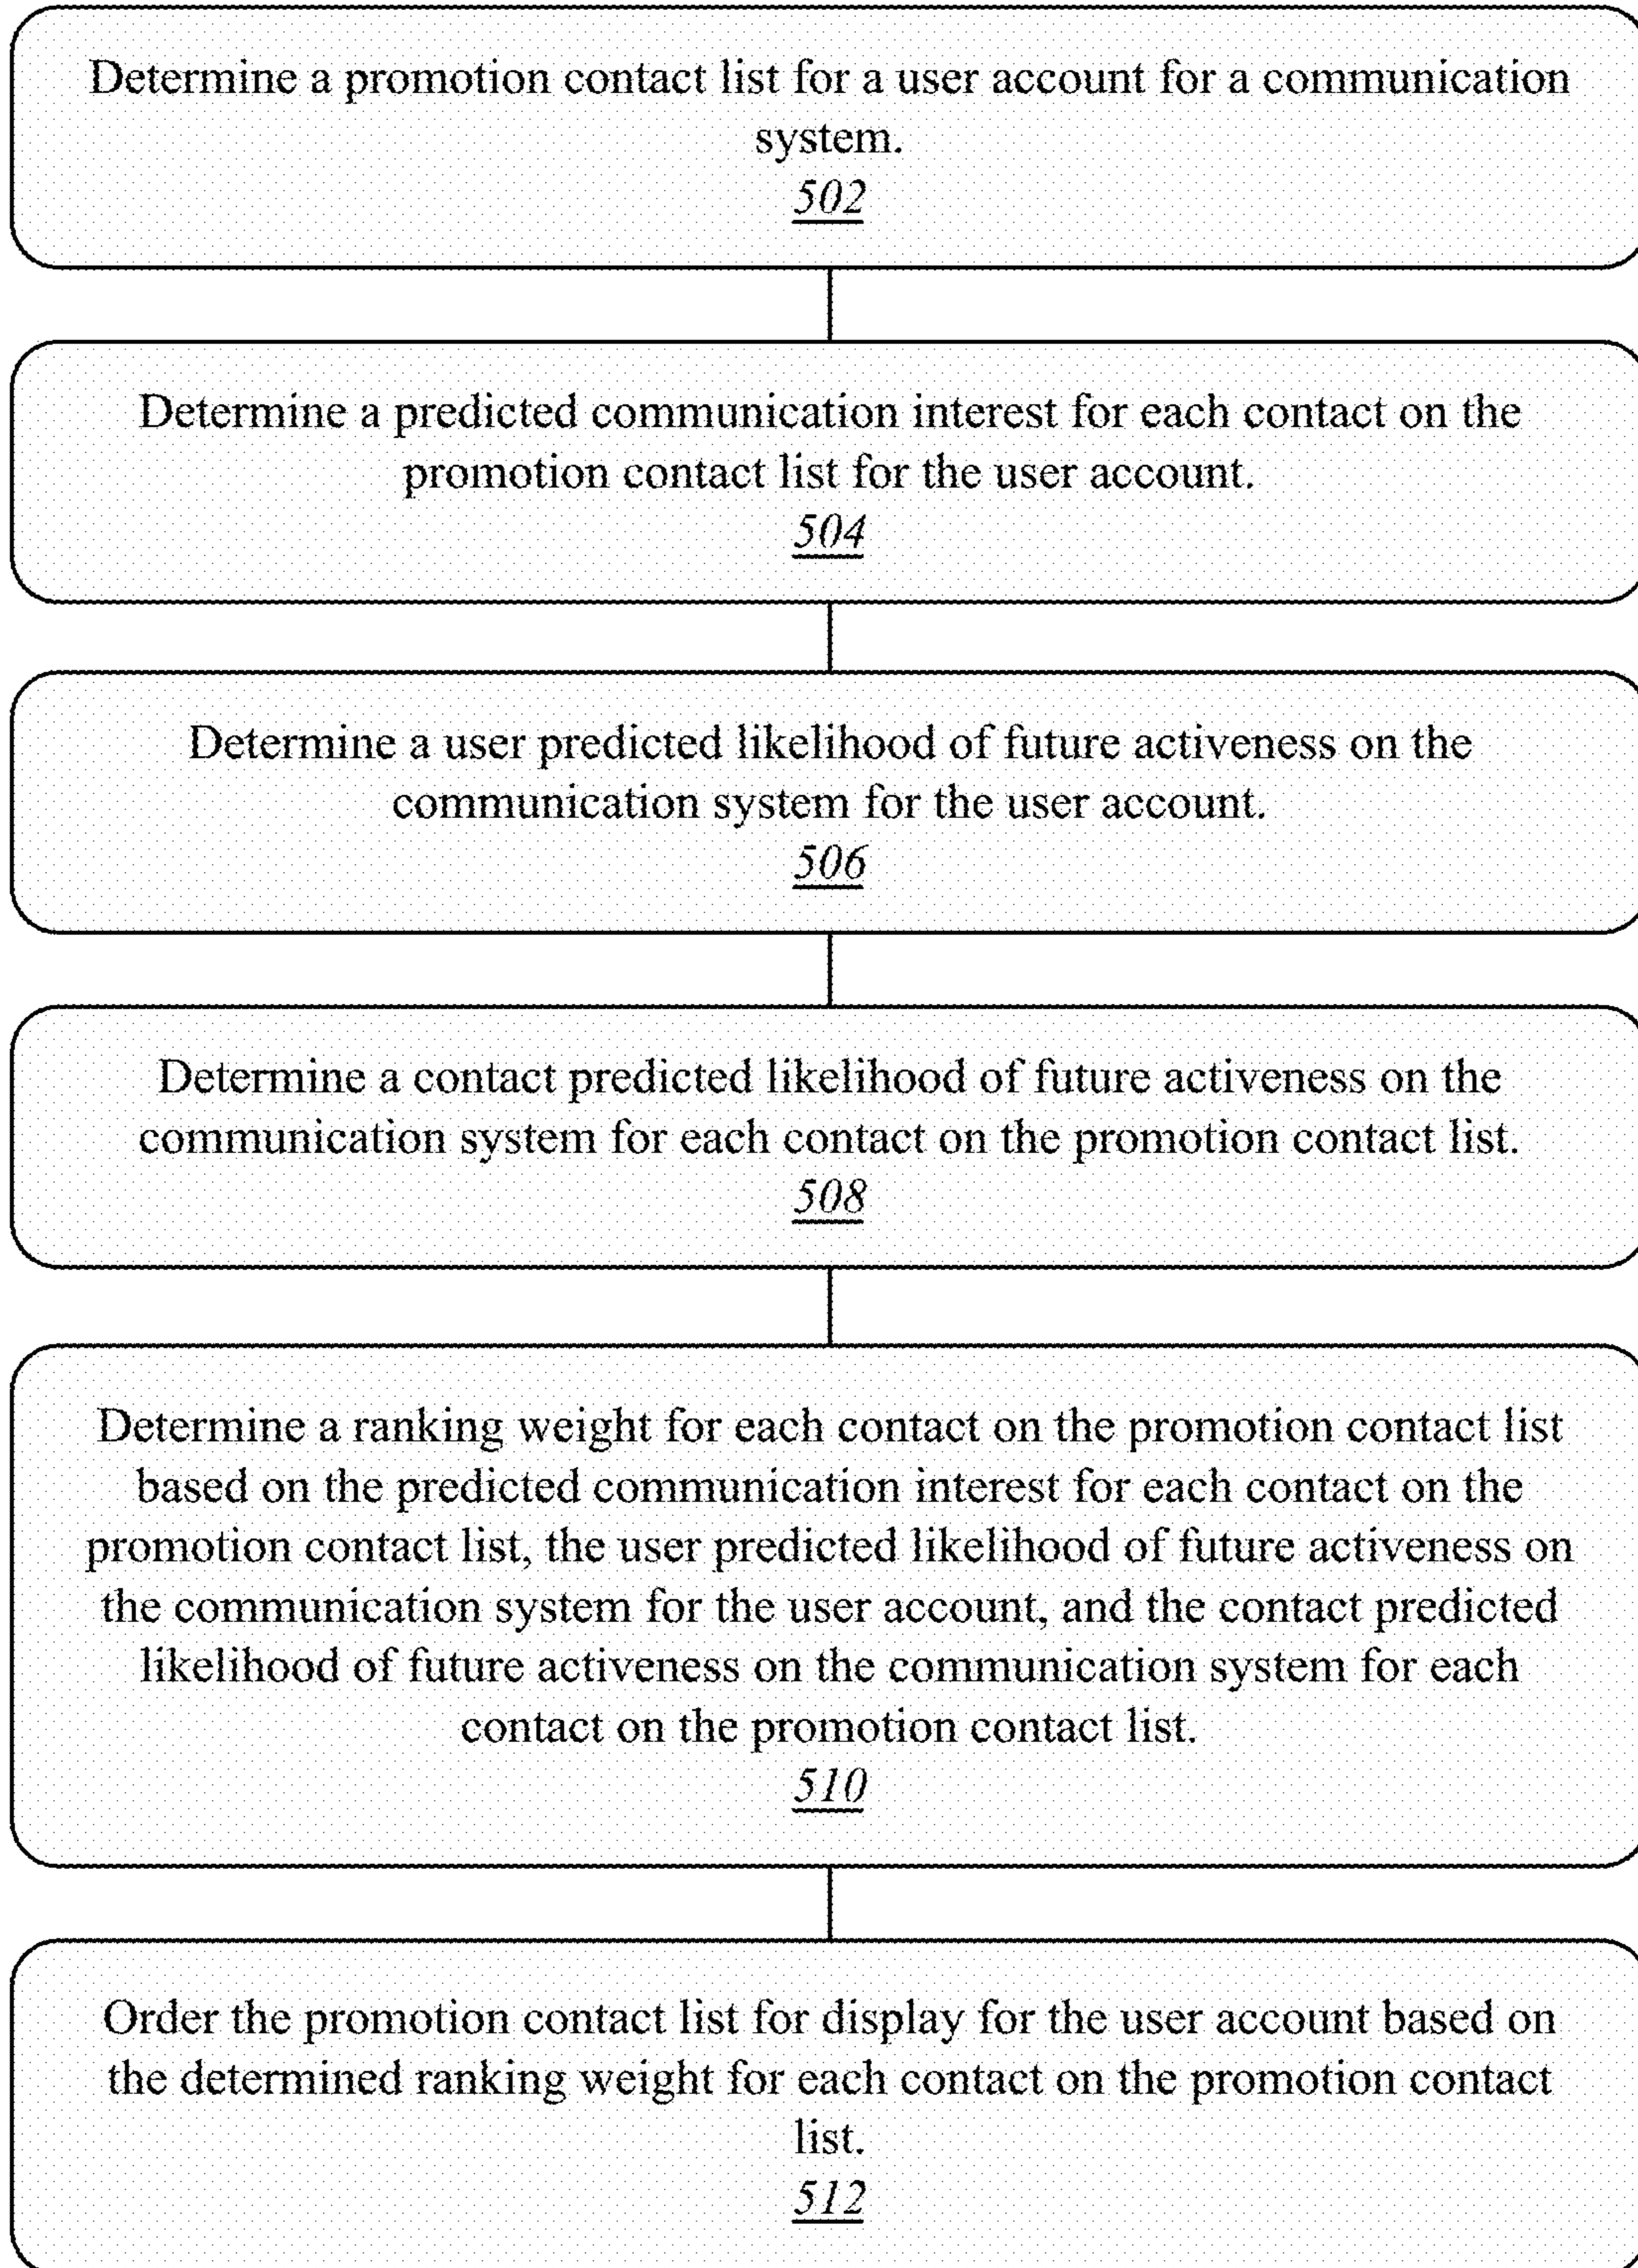 Determine a promotion contact list for a user account for a communication
system.
502
Determine a predicted communication interest for each contact on the
promotion contact list for the user account.
504
Determine a user predicted likelihood of future activeness on the
communication system for the user account.
506
Determine a contact predicted likelihood of future activeness on the
communication system for each contact on the promotion contact list.
508
Determine a ranking weight for each contact on the promotion contact list
based on the predicted communication interest for each contact on the
promotion contact list, the user predicted likelihood of future activeness on
the communication system for the user account, and the contact predicted
likelihood of future activeness on the communication system for each
contact on the promotion contact list.
510
Order the promotion contact list for display for the user account based on
the determined ranking weight for each contact on the promotion contact
list.
512